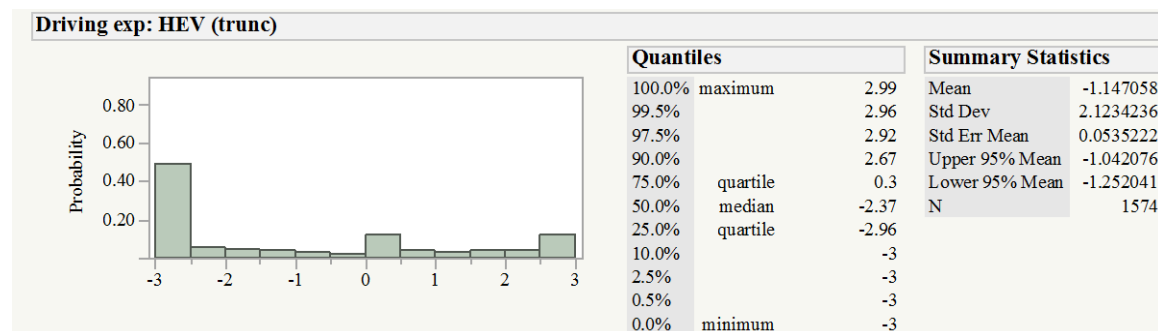 Driving exp: HEV (trunc)
Probability
0.80
0.60
0.40
0.20
-3 -2 -1 0 1 2 3
Quantiles
100.0% maximum 2.99
99.5% 2.96
97.5% 2.92
90.0% 2.67
75.0% quartile 0.3
50.0% median -2.37
25.0% quartile -2.96
10.0% -3
2.5% -3
0.5% -3
0.0% minimum -3
Summary Statistics
Mean -1.147058
Std Dev 2.1234236
Std Err Mean 0.0535222
Upper 95% Mean -1.042076
Lower 95% Mean -1.252041
N 1574